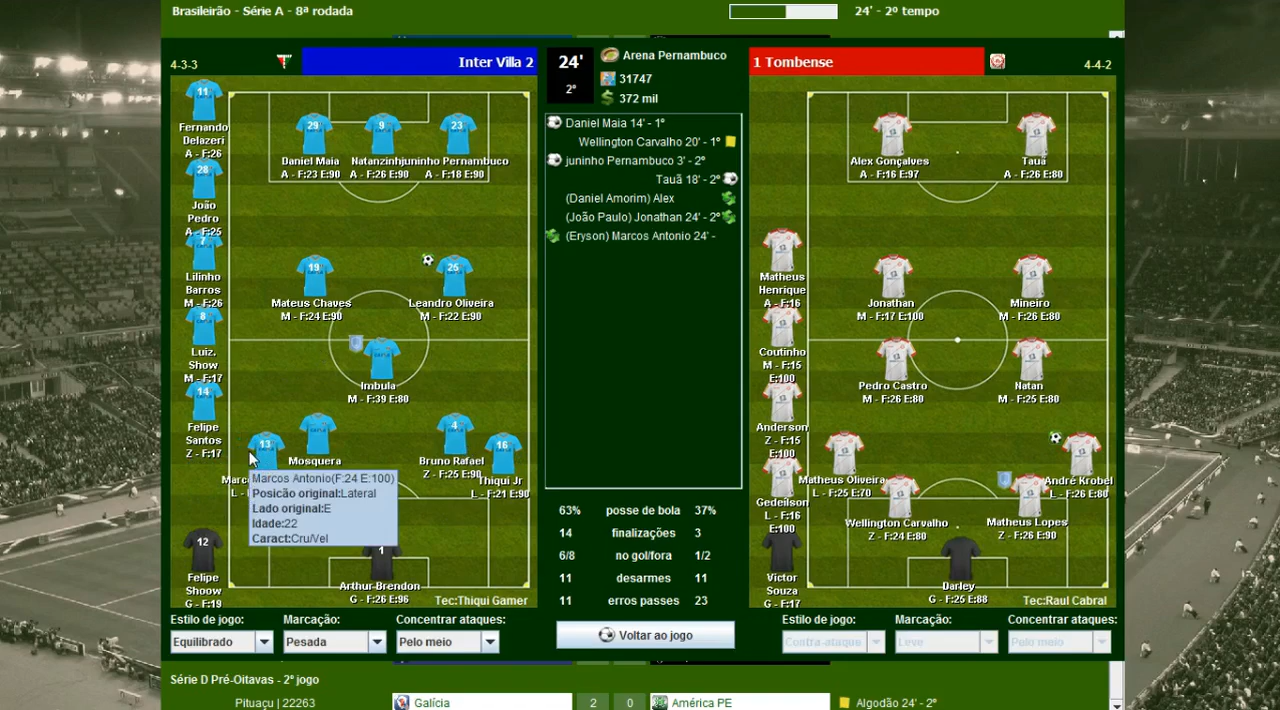 Brasileirão - Série A - 8ª rodada
24' - 2º tempo
4-3-3
Inter Villa 2
24'
2º
Arena Pernambuco
31747
372 mil
1 Tombense
4-4-2
11
Fernando
Delazeri
A - F:26
28
João
Pedro
A - F:25
7
Lilinho
Barros
M - F:26
8
Luiz.
Show
M - F:17
14
Felipe
Santos
Z - F:17
12
Felipe
Shoow
G - F:19
29
Daniel Maia
A - F:23 E:90
9
Natanzinh
A - F:26 E:90
23
juninho Pernambuco
A - F:18 E:90
19
Mateus Chaves
M - F:24 E:90
25
Leandro Oliveira
M - F:22 E:90
Imbula
M - F:39 E:80
13
Mosquera
4
Bruno Rafael
Z - F:25 E:90
16
Thiqui Jr
L - F:21 E:90
Marcos Antonio(F:24 E:100)
Posicão original:Lateral
Lado original:E
Idade:22
Caract:Cru/Vel
1
Arthur-Brendon
G - F:26 E:96
Tec:Thiqui Gamer
Daniel Maia 14' - 1º
Wellington Carvalho 20' - 1º
juninho Pernambuco 3' - 2º
Tauã 18' - 2º
(Daniel Amorim) Alex
(João Paulo) Jonathan 24' - 2º
(Eryson) Marcos Antonio 24' -
63% posse de bola 37%
14 finalizações 3
6/8 no gol/fora 1/2
11 desarmes 11
11 erros passes 23
Voltar ao jogo
Alex Gonçalves
A - F:16 E:97
Tauã
A - F:26 E:80
Matheus
Henrique
A - F:16
Coutinho
M - F:15
E:100
Anderson
Z - F:15
E:100
Gedeilson
L - F:16
E:100
Victor
Souza
G - F:17
Jonathan
M - F:17 E:100
Mineiro
M - F:26 E:80
Pedro Castro
M - F:26 E:80
Natan
M - F:25 E:80
Matheus Oliveira
L - F:25 E:70
Wellington Carvalho
Z - F:24 E:80
Matheus Lopes
Z - F:26 E:90
André Krobel
L - F:26 E:80
Darley
G - F:25 E:88
Tec:Raul Cabral
Estilo de jogo:
Marcação:
Concentrar ataques:
Equilibrado
Pesada
Pelo meio
Estilo de jogo:
Marcação:
Concentrar ataques:
Contra-ataque
Leve
Pelo meio
Série D Pré-Oitavas - 2º jogo
Pituaçu | 22263
Galícia
2
0
América PE
Algodão 24' - 2º